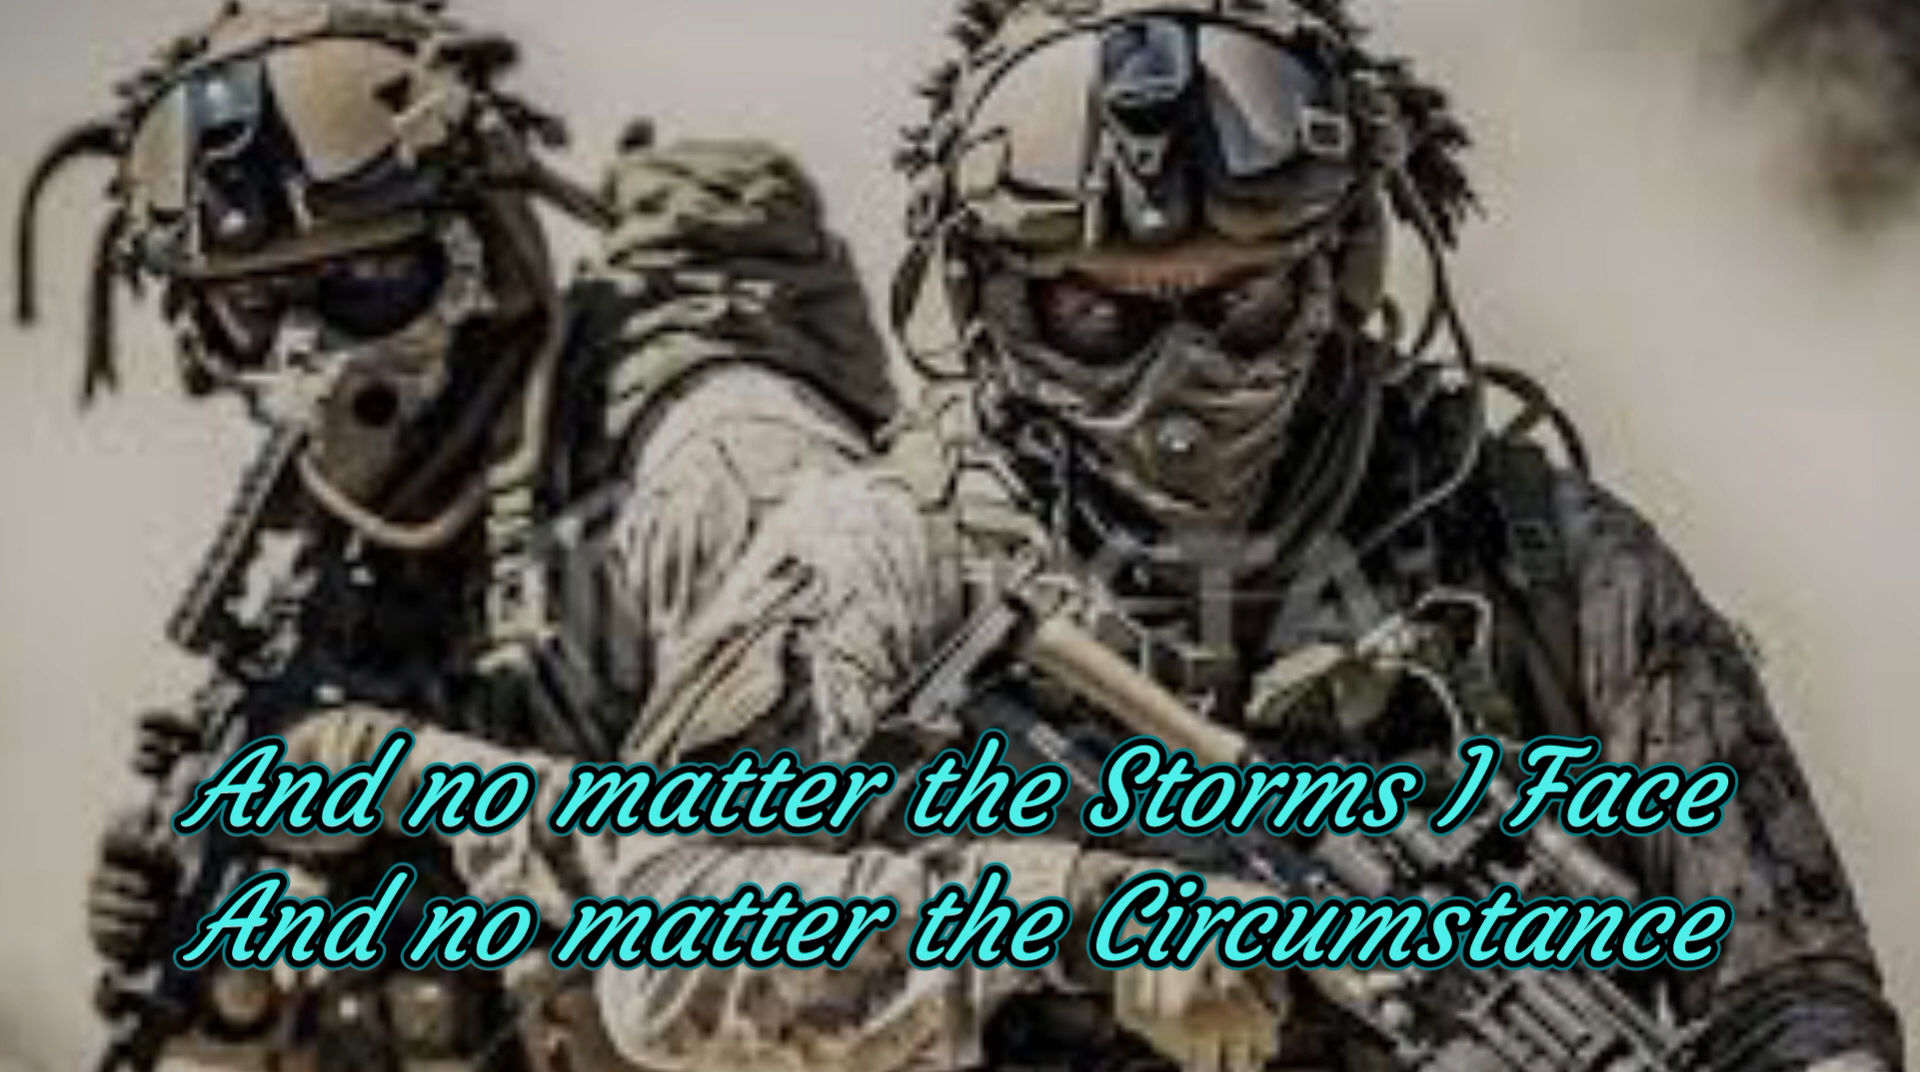 And no matter the Storms I Face
And no matter the Circumstance